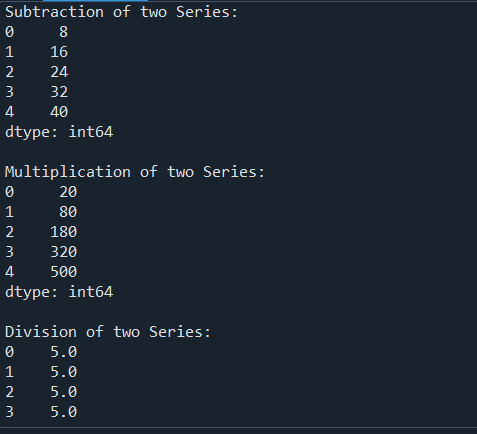 Subtraction of two Series:
0     8
1    16
2    24
3    32
4    40
dtype: int64
Multiplication of two Series:
0     20
1     80
2    180
3    320
4    500
dtype: int64
Division of two Series:
0    5.0
1    5.0
2    5.0
3    5.0